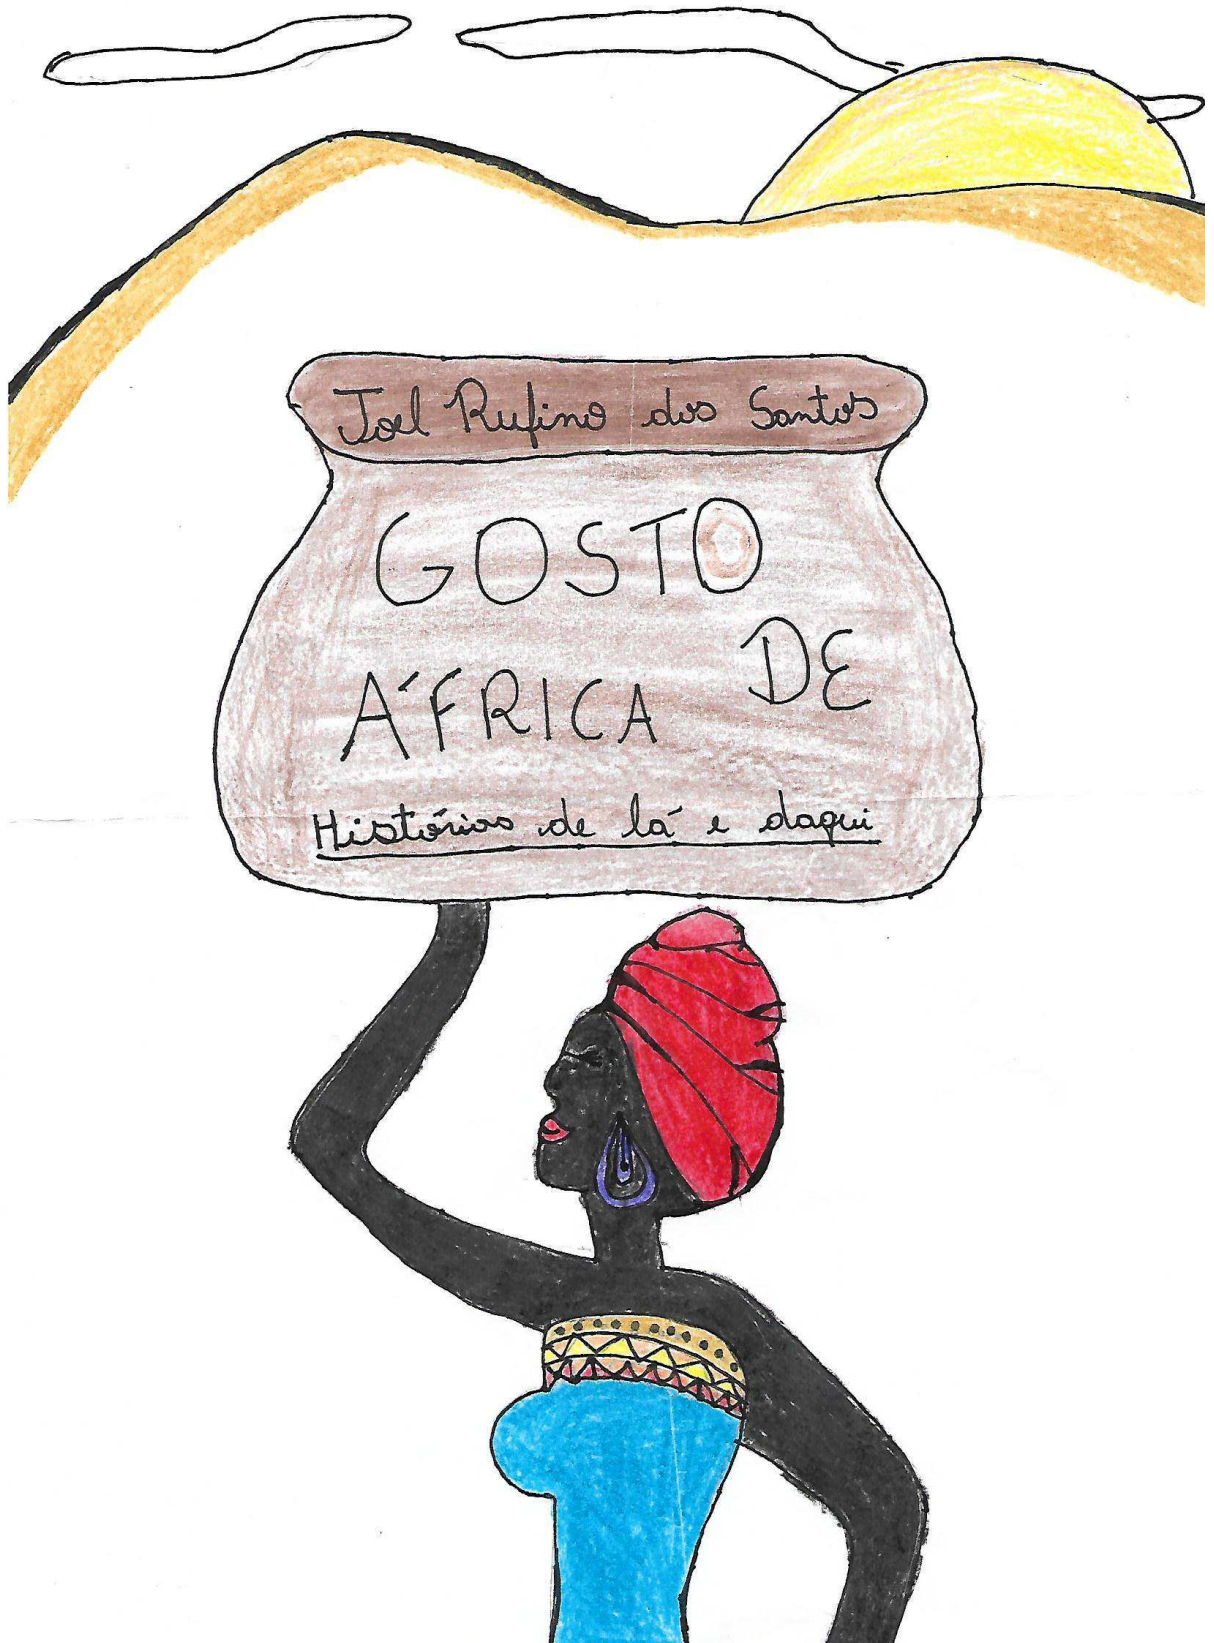 Joel Rufino dos Santos
GOSTO
DE
ÁFRICA
Histórias de lá e daqui